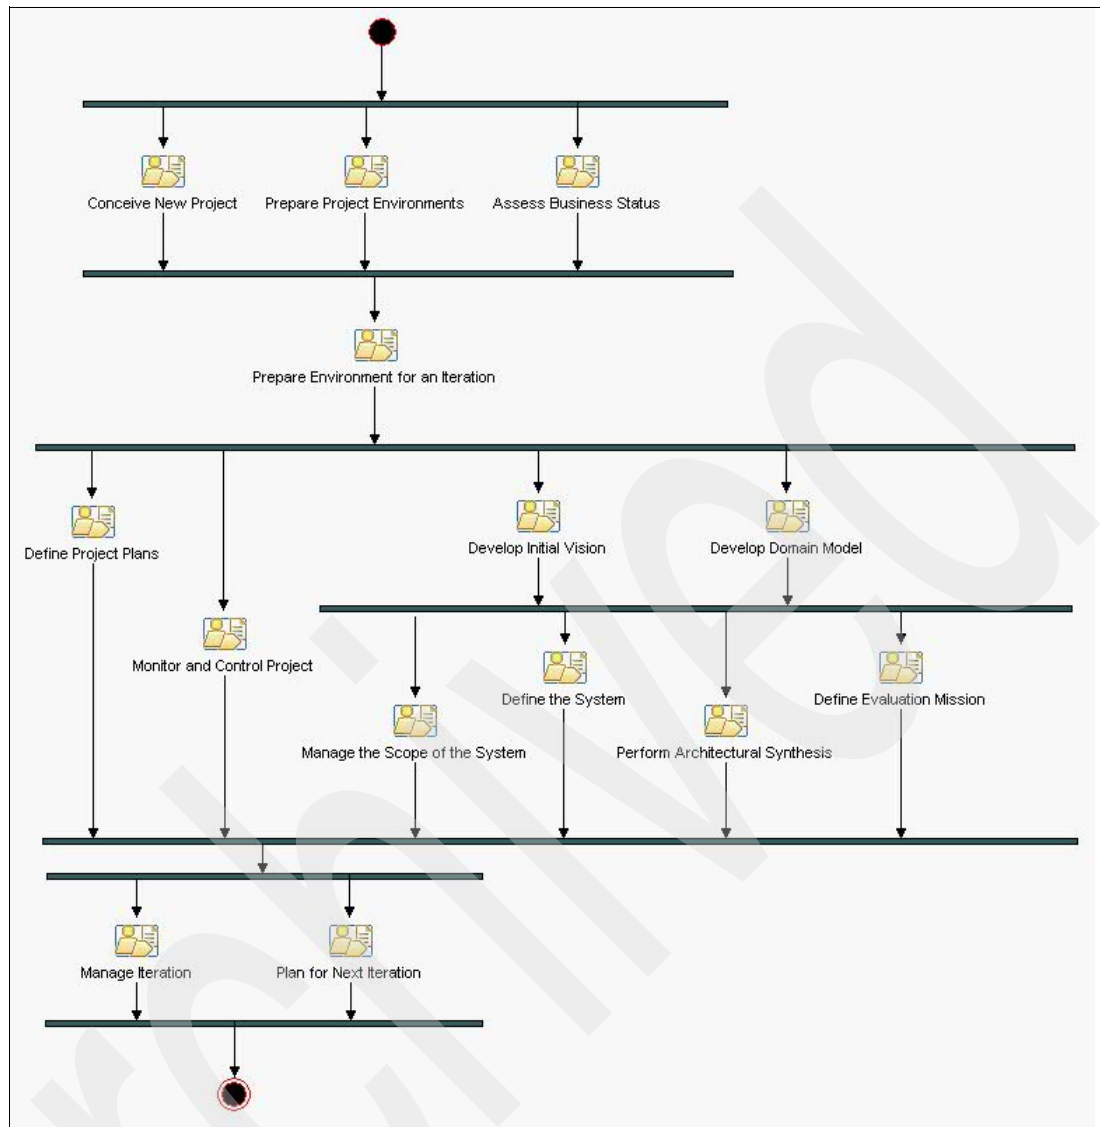 Conceive New Project
Prepare Project Environments
Assess Business Status
Prepare Environment for an Iteration
Define Project Plans
Develop Initial Vision
Develop Domain Model
Monitor and Control Project
Define the System
Define Evaluation Mission
Manage the Scope of the System
Perform Architectural Synthesis
Manage Iteration
Plan for Next Iteration
rchived